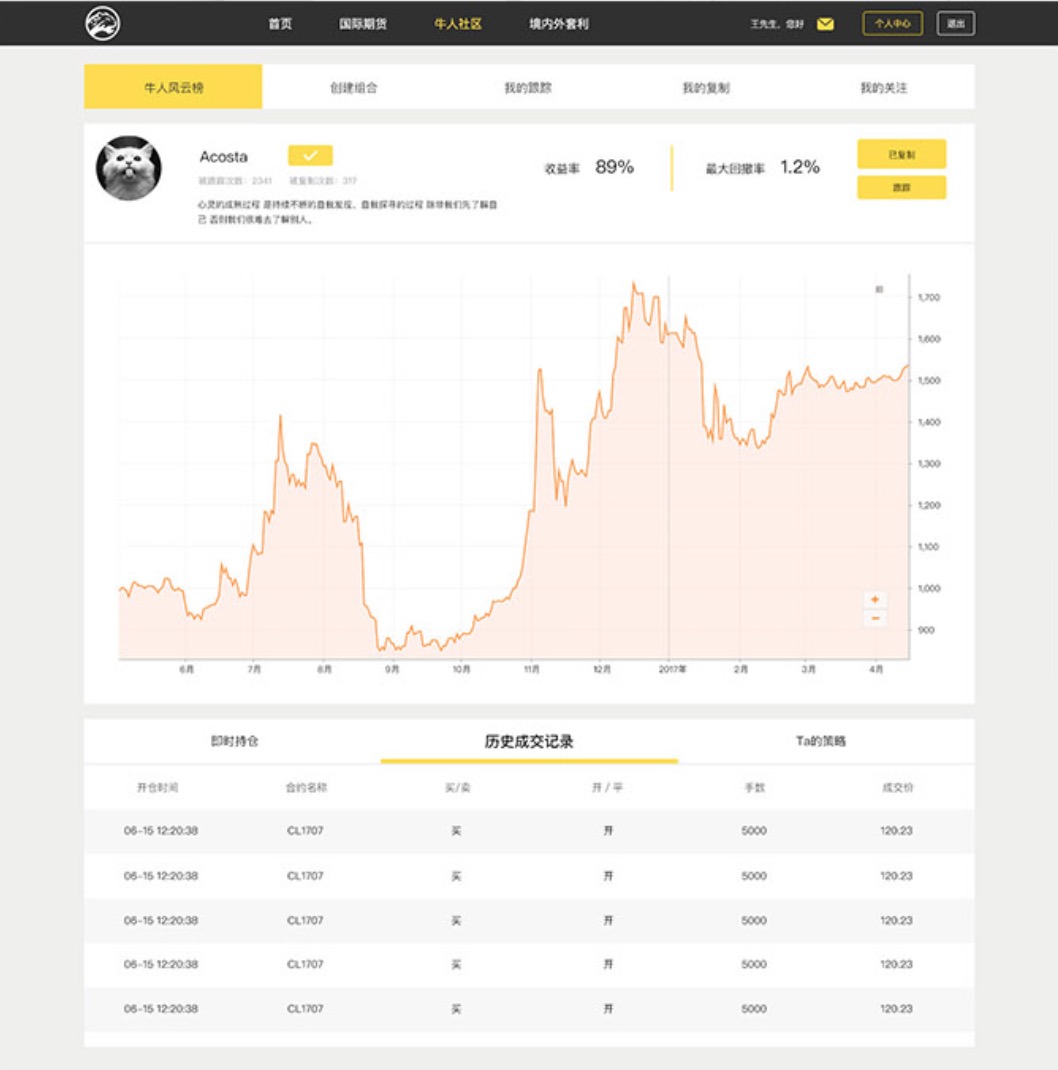 首页 国际期货 牛人社区 境内外套利 王先生，您好 个人中心 退出
牛人风云榜 创建组合 我的跟踪 我的复制 我的关注
Acosta
被跟踪次数：2341 被复制次数：317
心灵的成熟过程 是持续不断的自我发现、自我探寻的过程 除非我们先了解自
己 否则我们很难去了解别人。
收益率 89% 最大回撤率 1.2%
已复制
跟踪
1,700
1,600
1,500
1,400
1,300
1,200
1,100
1,000
900
+
−
6月 7月 8月 9月 10月 11月 12月 2017年 2月 3月 4月
即时持仓 历史成交记录 Ta的策略
开仓时间 合约名称 买/卖 开 / 平 手数 成交价
06-15 12:20:38 CL1707 买 开 5000 120.23
06-15 12:20:38 CL1707 买 开 5000 120.23
06-15 12:20:38 CL1707 买 开 5000 120.23
06-15 12:20:38 CL1707 买 开 5000 120.23
06-15 12:20:38 CL1707 买 开 5000 120.23